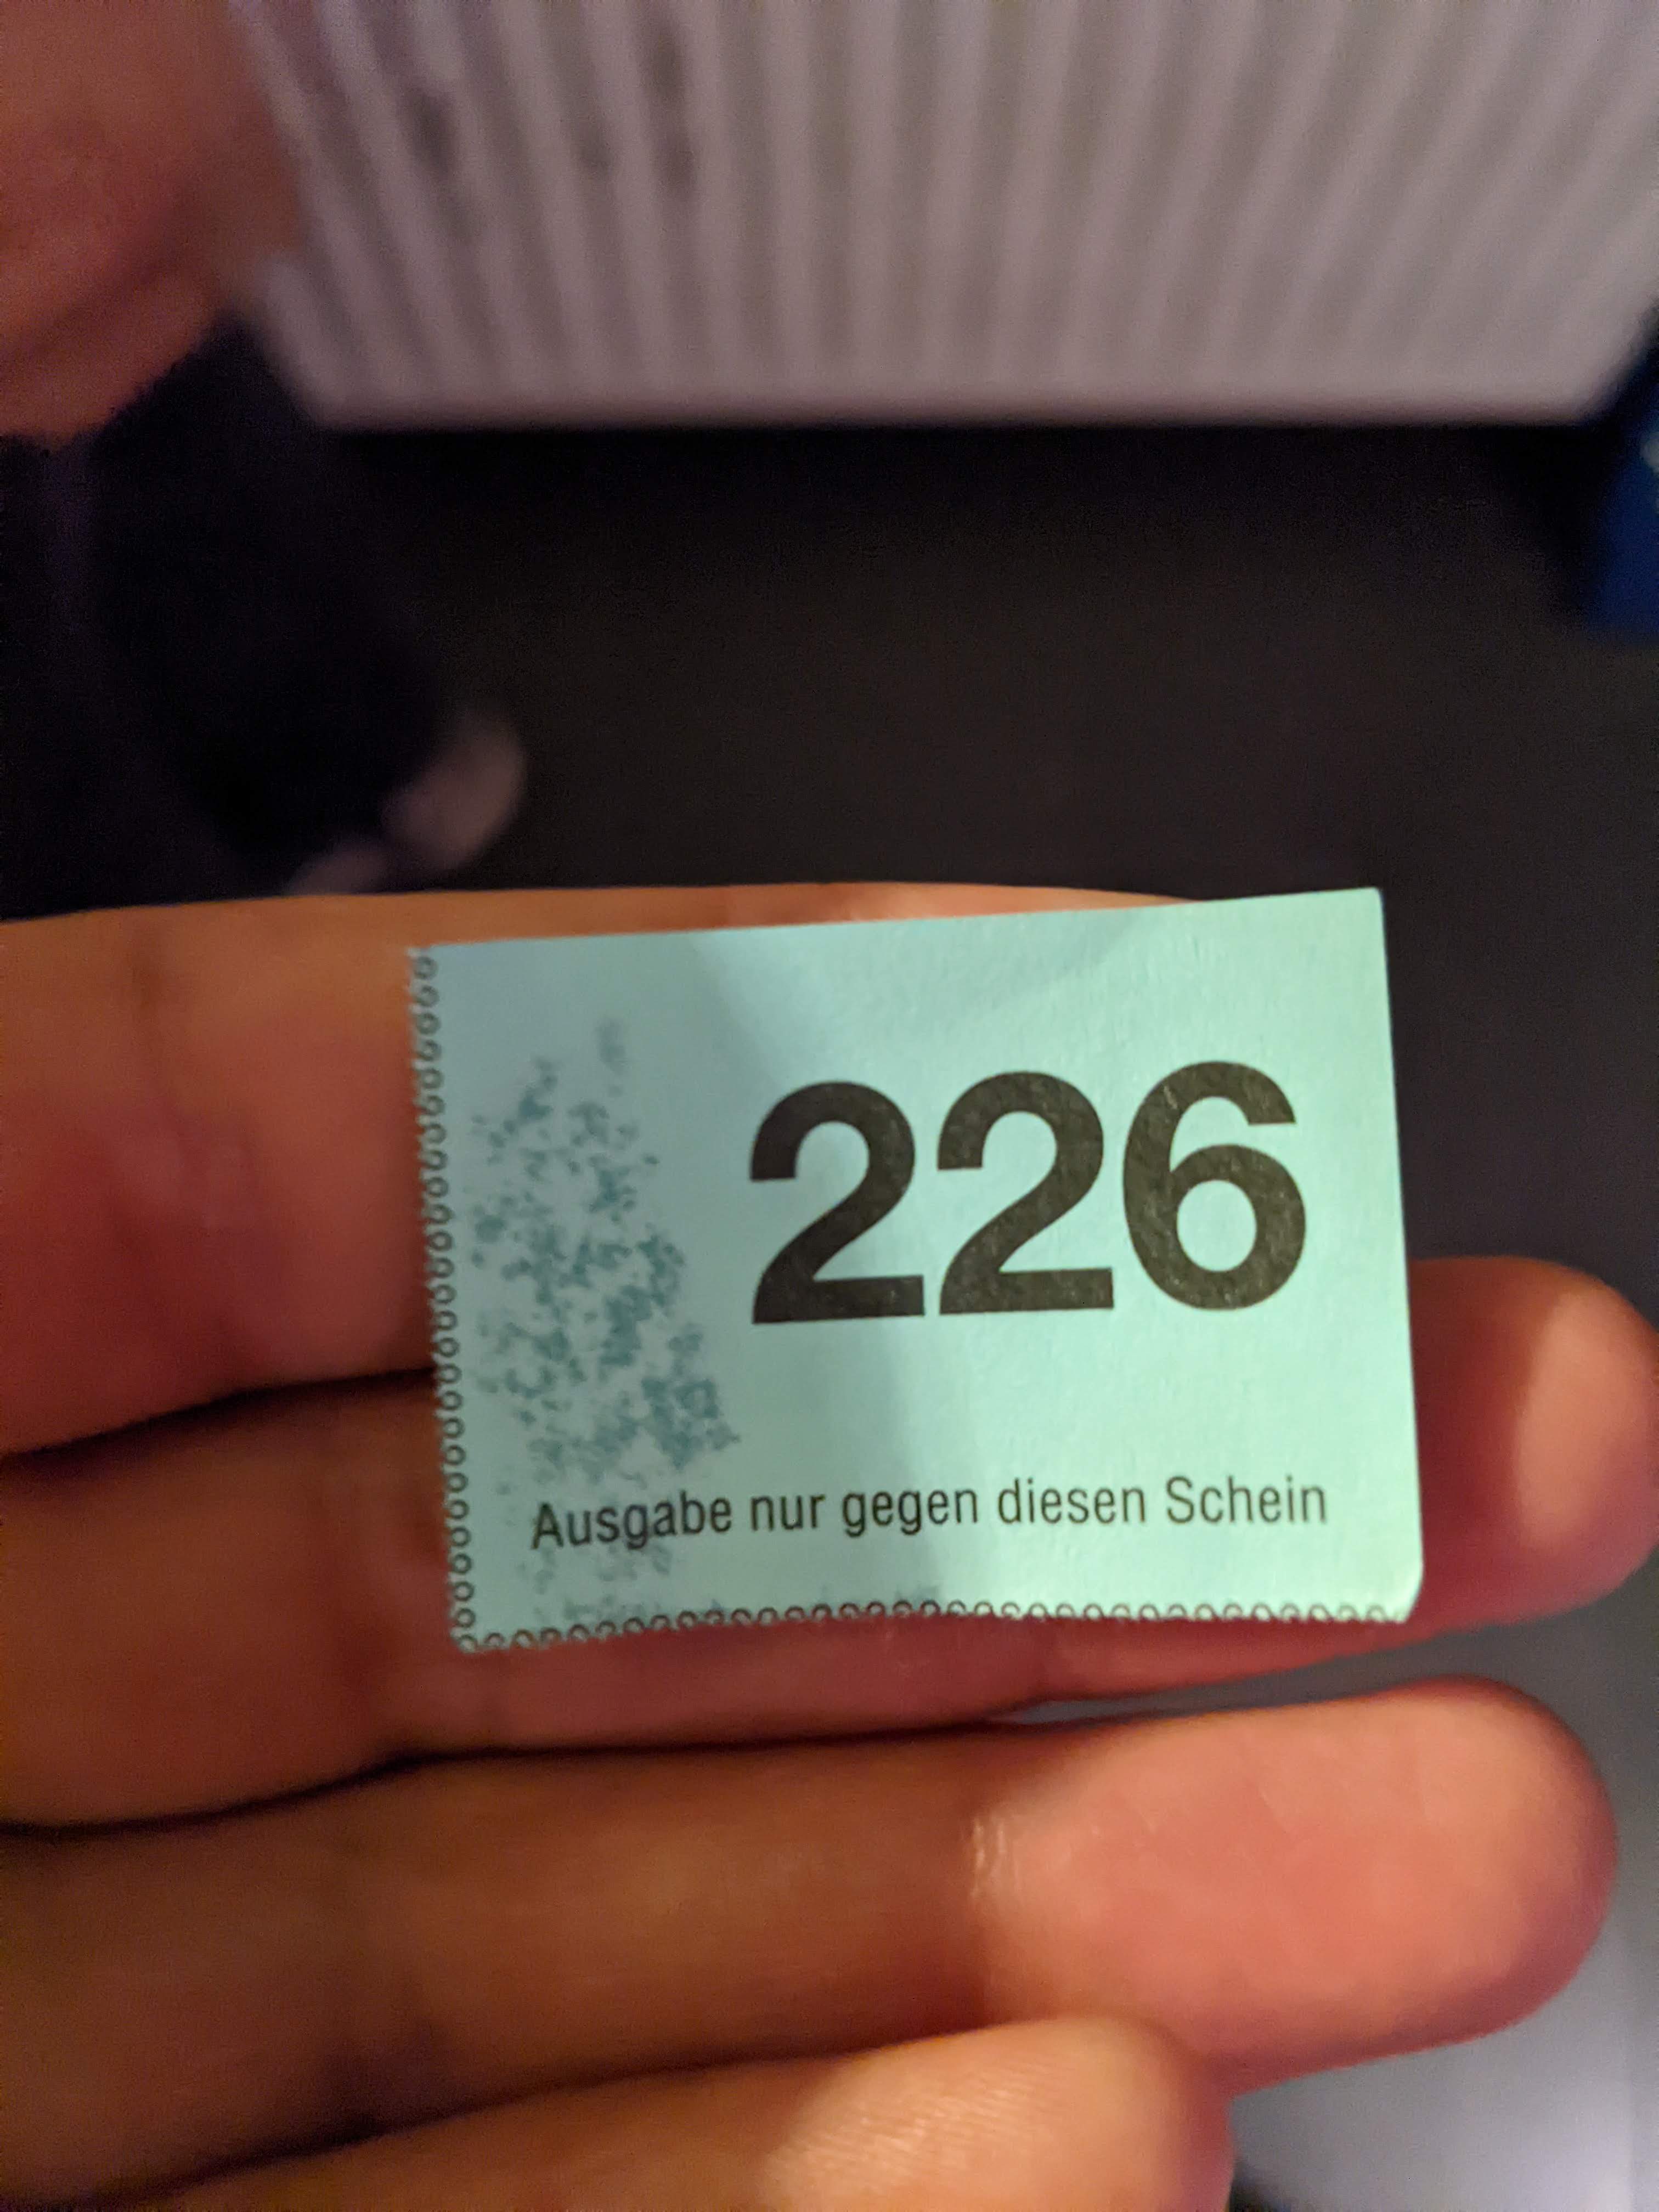 226
Ausgabe nur gegen diesen Schein